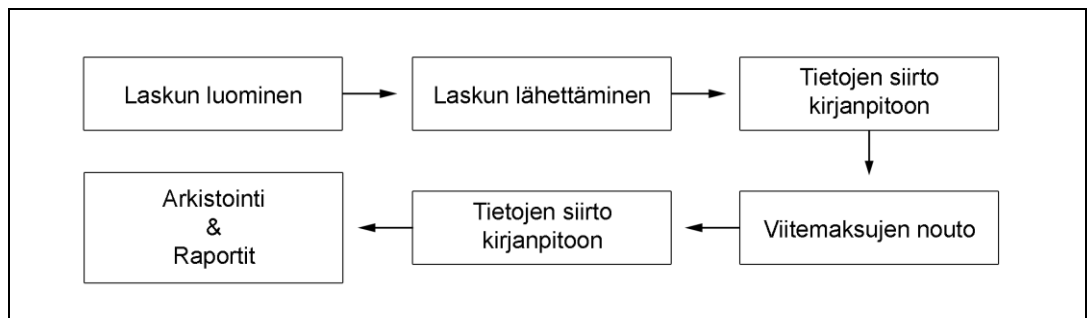 Laskun luominen
Laskun lähettäminen
Tietojen siirto
kirjanpitoon
Viitemaksujen nouto
Tietojen siirto
kirjanpitoon
Arkistointi
&
Raportit